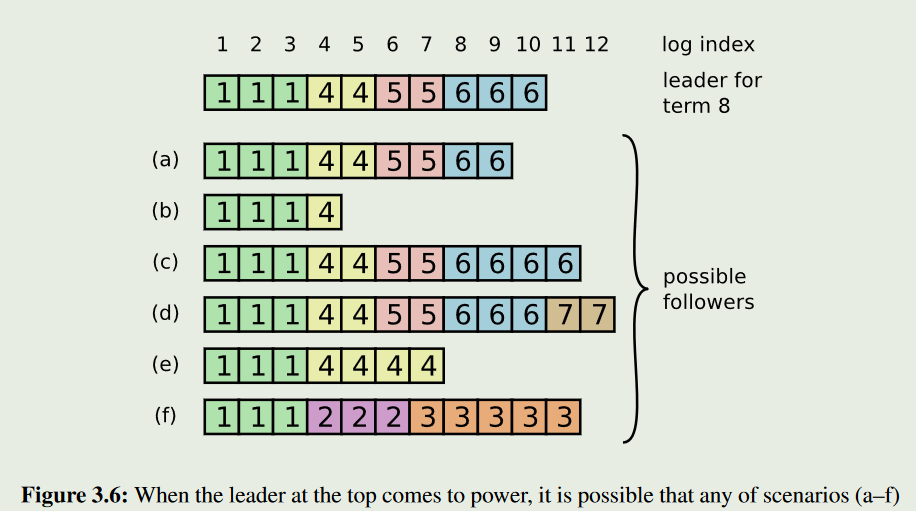 1 2 3 4 5 6 7 8 9 10 11 12 log index
1 1 1 4 4 5 5 6 6 6 leader for
term 8
(a) 1 1 1 4 4 5 5 6 6
(b) 1 1 1 4
(c) 1 1 1 4 4 5 5 6 6 6 6
(d) 1 1 1 4 4 5 5 6 6 6 7 7
possible
followers
(e) 1 1 1 4 4 4 4
(f) 1 1 1 2 2 2 3 3 3 3 3
Figure 3.6: When the leader at the top comes to power, it is possible that any of scenarios (a–f)